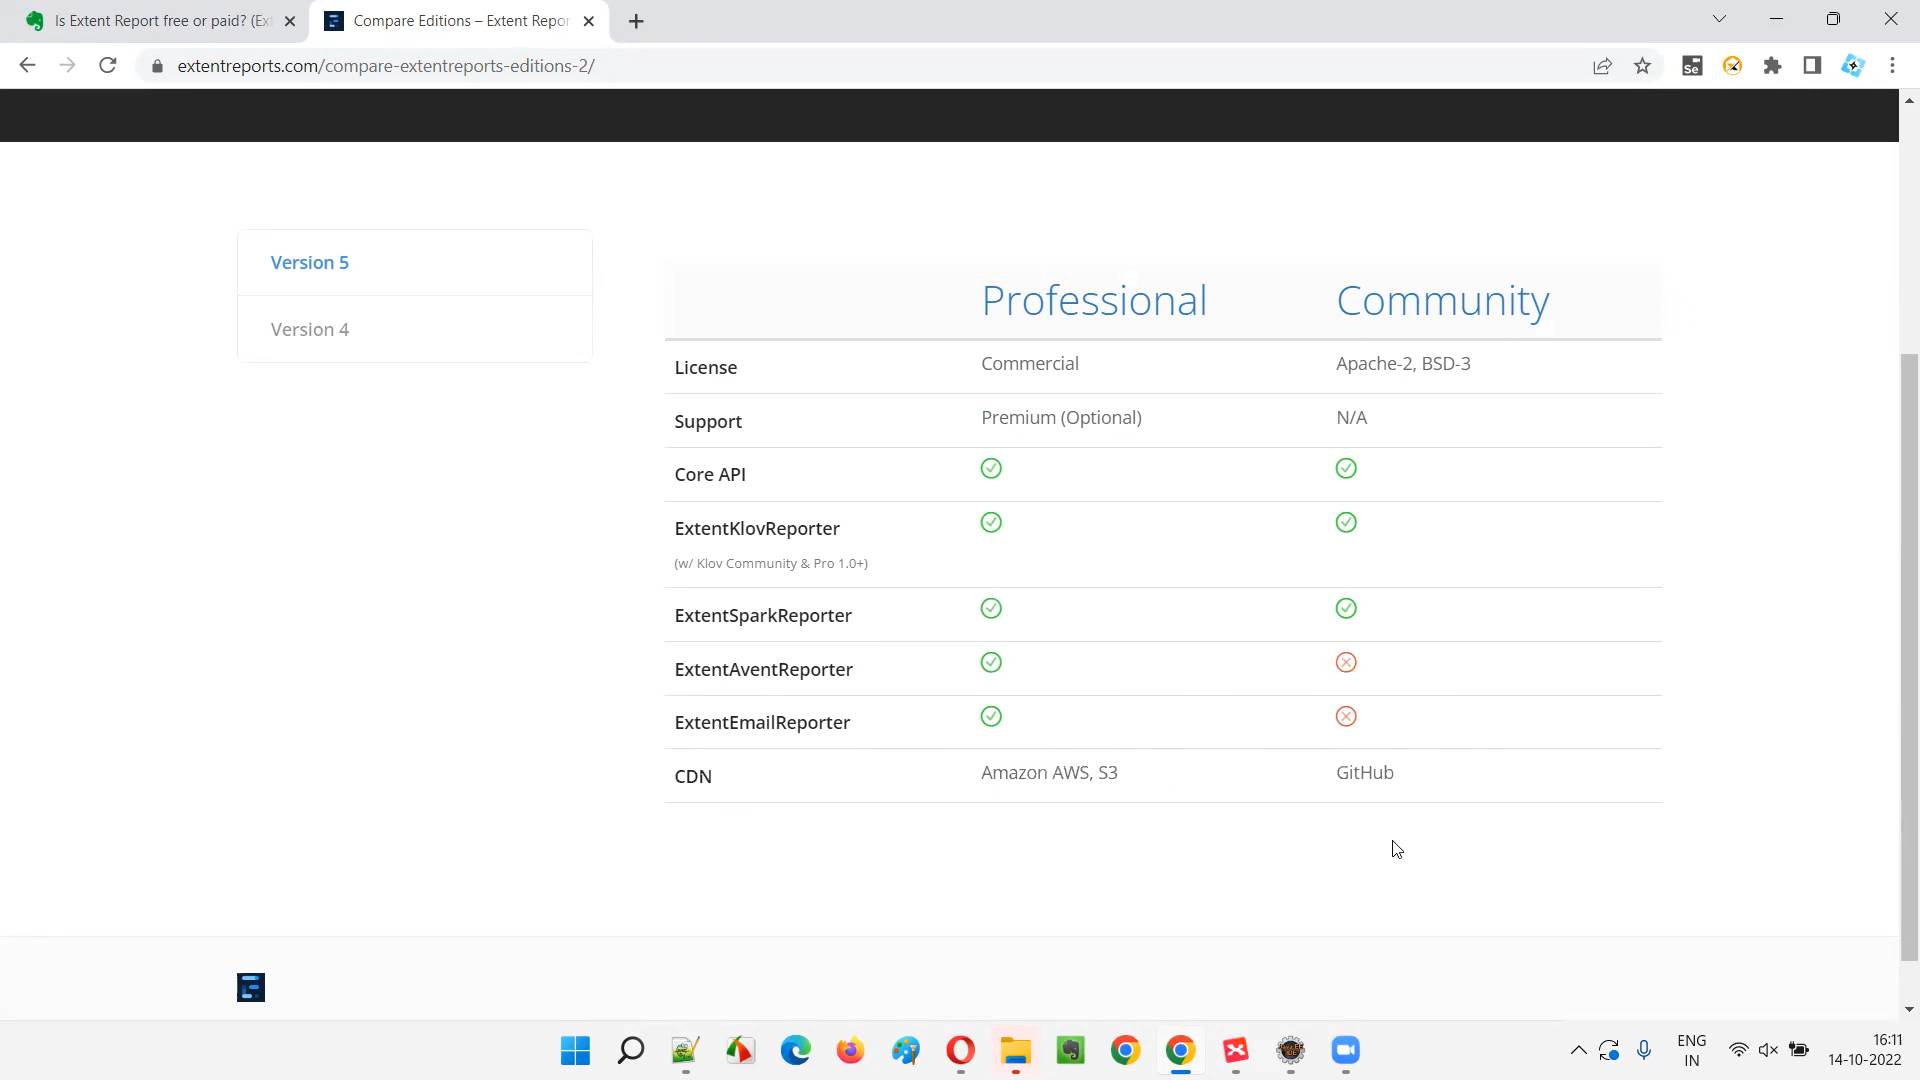 Is Extent Report free or paid? (Ex
Compare Editions – Extent Repor
extentreports.com/compare-extentreports-editions-2/
Version 5
Version 4
Professional Community
License Commercial Apache-2, BSD-3
Support Premium (Optional) N/A
Core API
ExtentKlovReporter
(w/ Klov Community & Pro 1.0+)
ExtentSparkReporter
ExtentAventReporter
ExtentEmailReporter
CDN Amazon AWS, S3 GitHub
Se
ENG
IN
16:11
14-10-2022